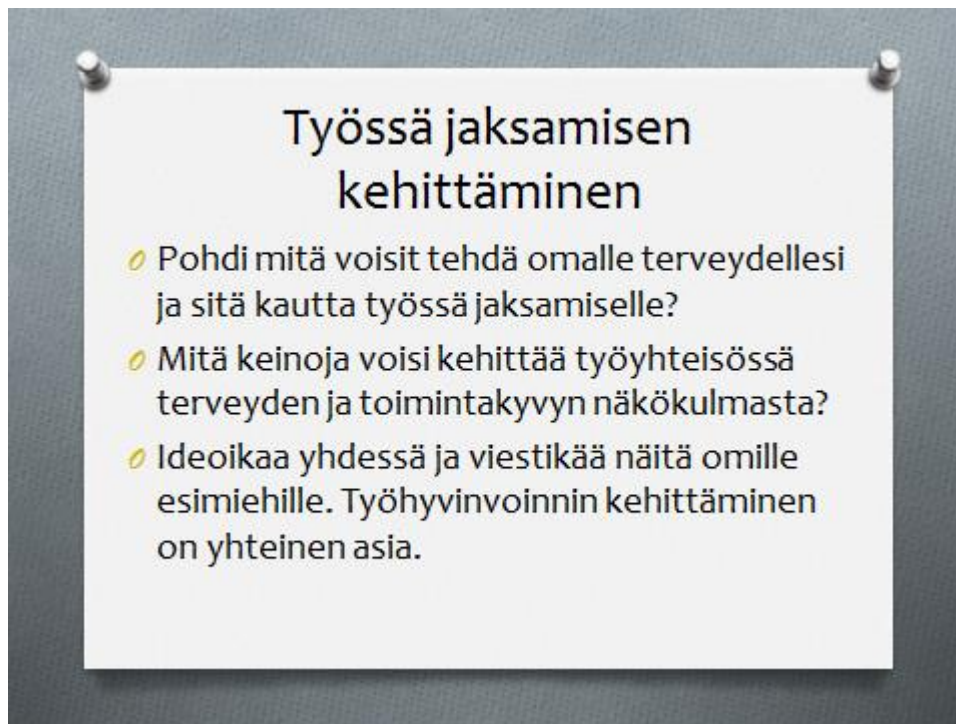 Työssä jaksamisen
kehittäminen
Pohdi mitä voisit tehdä omalle terveydellesi
ja sitä kautta työssä jaksamiselle?
Mitä keinoja voisi kehittää työyhteisössä
terveyden ja toimintakyvyn näkökulmasta?
Ideoikaa yhdessä ja viestikää näitä omille
esimiehille. Työhyvinvoinnin kehittäminen
on yhteinen asia.